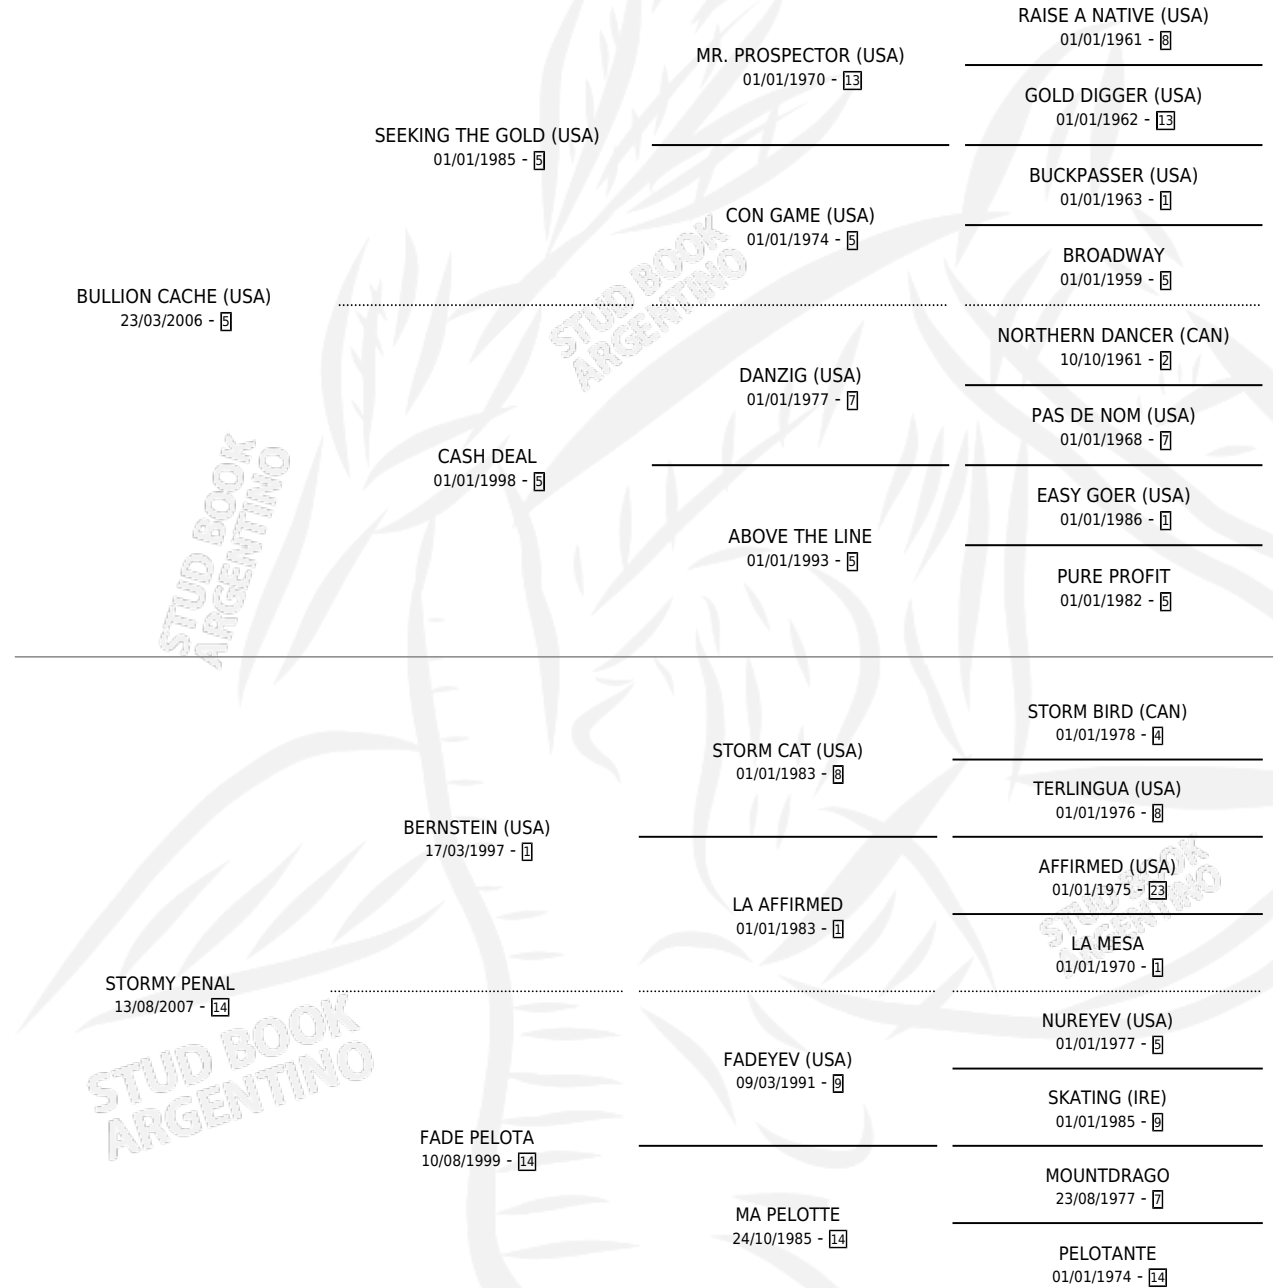 RAISE A NATIVE (USA)
01/01/1961 - 8
MR. PROSPECTOR (USA)
01/01/1970 - 13
GOLD DIGGER (USA)
01/01/1962 - 13
SEEKING THE GOLD (USA)
01/01/1985 - 5
BUCKPASSER (USA)
01/01/1963 - 1
CON GAME (USA)
01/01/1974 - 5
BROADWAY
01/01/1959 - 5
BULLION CACHE (USA)
23/03/2006 - 5
NORTHERN DANCER (CAN)
10/10/1961 - 2
DANZIG (USA)
01/01/1977 - 7
PAS DE NOM (USA)
01/01/1968 - 7
CASH DEAL
01/01/1998 - 5
EASY GOER (USA)
01/01/1986 - 1
ABOVE THE LINE
01/01/1993 - 5
PURE PROFIT
01/01/1982 - 5
STUD BOOK
ARGENTINO
STUD BOOK
ARGENTINO
STORM BIRD (CAN)
01/01/1978 - 4
STORM CAT (USA)
01/01/1983 - 8
TERLINGUA (USA)
01/01/1976 - 8
BERNSTEIN (USA)
17/03/1997 - 1
AFFIRMED (USA)
01/01/1975 - 23
LA AFFIRMED
01/01/1983 - 1
LA MESA
01/01/1970 - 1
STORMY PENAL
13/08/2007 - 14
NUREYEV (USA)
01/01/1977 - 5
FADEYEV (USA)
09/03/1991 - 9
SKATING (IRE)
01/01/1985 - 9
FADE PELOTA
10/08/1999 - 14
MOUNTDRAGO
23/08/1977 - 7
MA PELOTTE
24/10/1985 - 14
PELOTANTE
01/01/1974 - 14
STUD BOOK
ARGENTINO
STUD BOOK
ARGENTINO